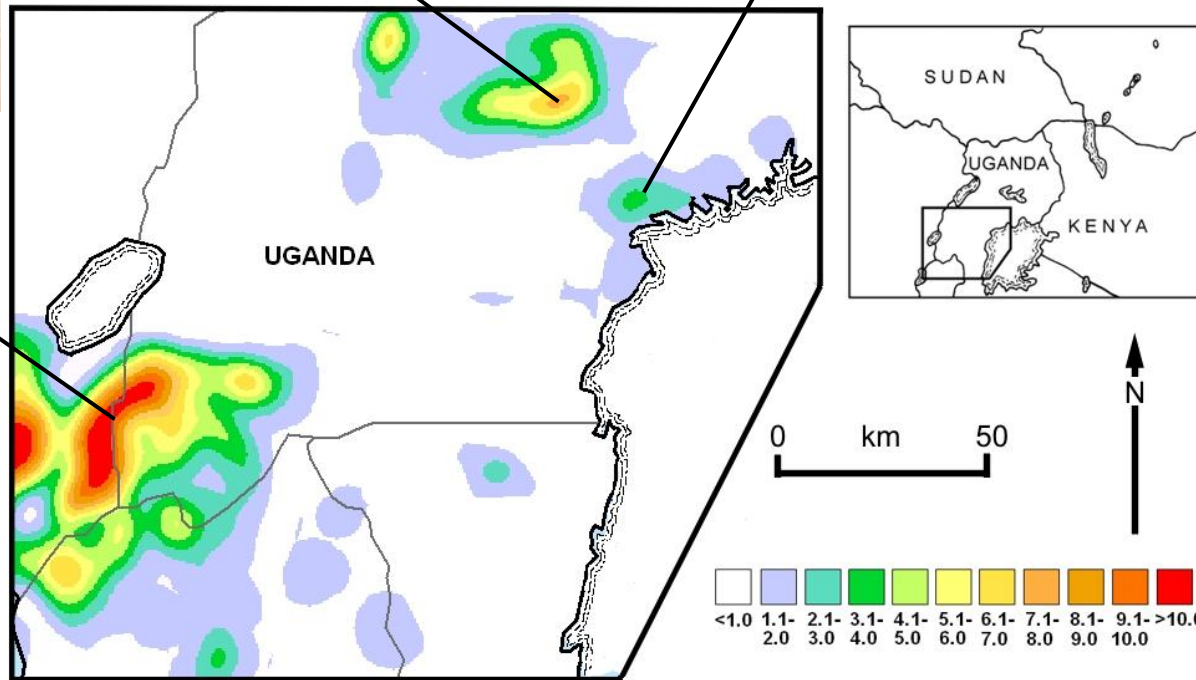 UGANDA
SUDAN
UGANDA
KENYA
N
0 km 50
<1.0 1.1- 2.1- 3.1- 4.1- 5.1- 6.1- 7.1- 8.1- 9.1- >10.0
2.0 3.0 4.0 5.0 6.0 7.0 8.0 9.0 10.0